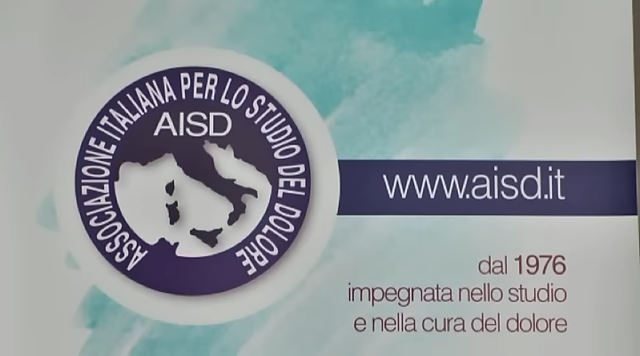 ASSOCIAZIONE ITALIANA PER LO STUDIO DEL DOLORE
AISD
www.aisd.it
dal 1976
impegnata nello studio
e nella cura del dolore